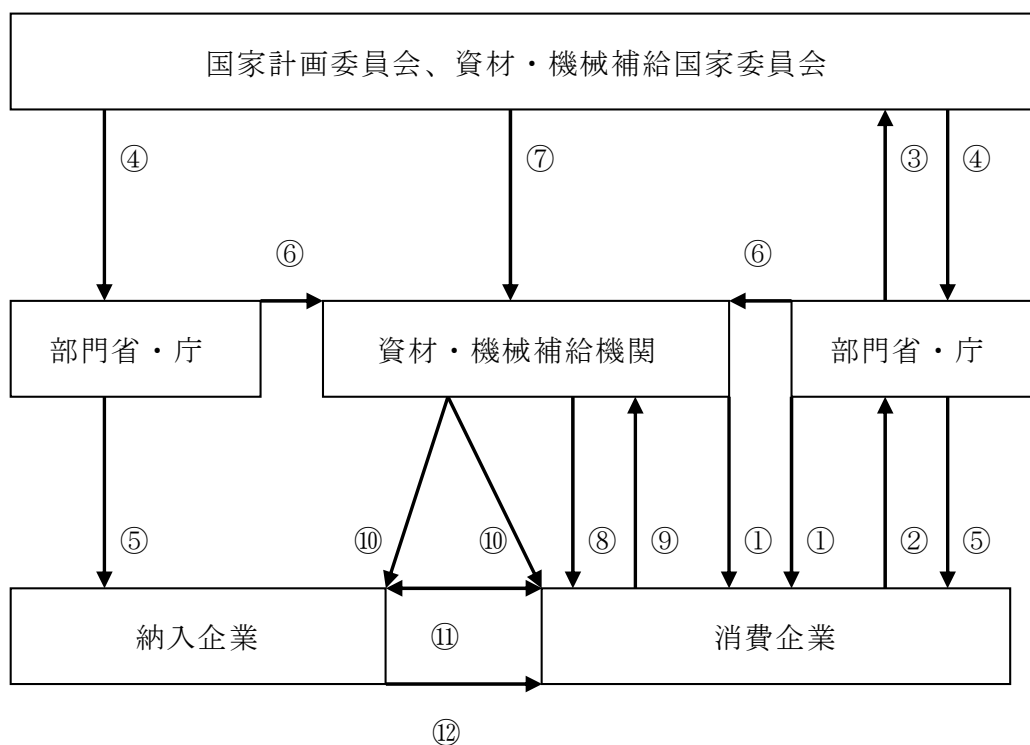 国家計画委員会、資材・機械補給国家委員会
④ ⑦ ③ ④
⑥ ⑥
部門省・庁 資材・機械補給機関 部門省・庁
⑤ ⑩ ⑩ ⑧ ⑨ ① ① ② ⑤
納入企業 ⑪ 消費企業
⑫